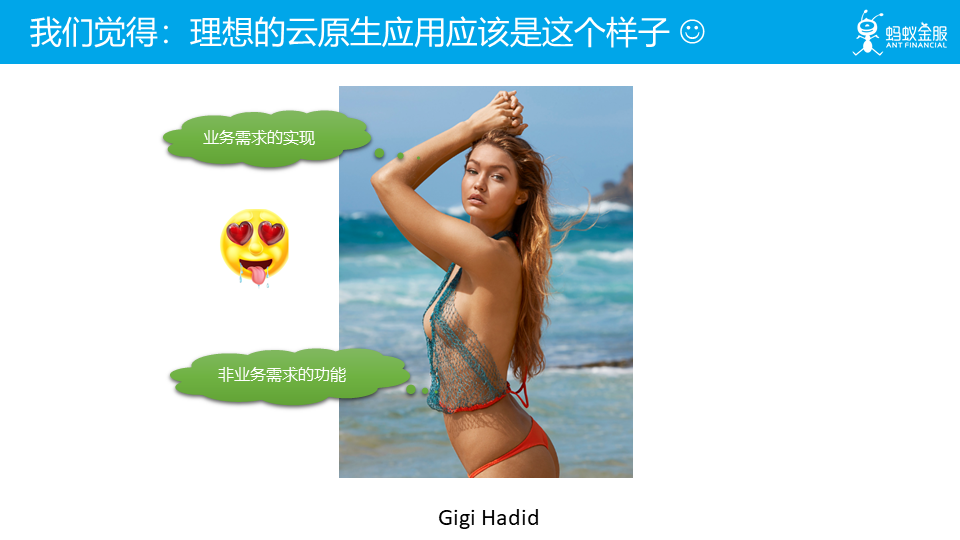 我们觉得：理想的云原生应用应该是这个样子☺
蚂蚁金服
ANT FINANCIAL
业务需求的实现
非业务需求的功能
Gigi Hadid